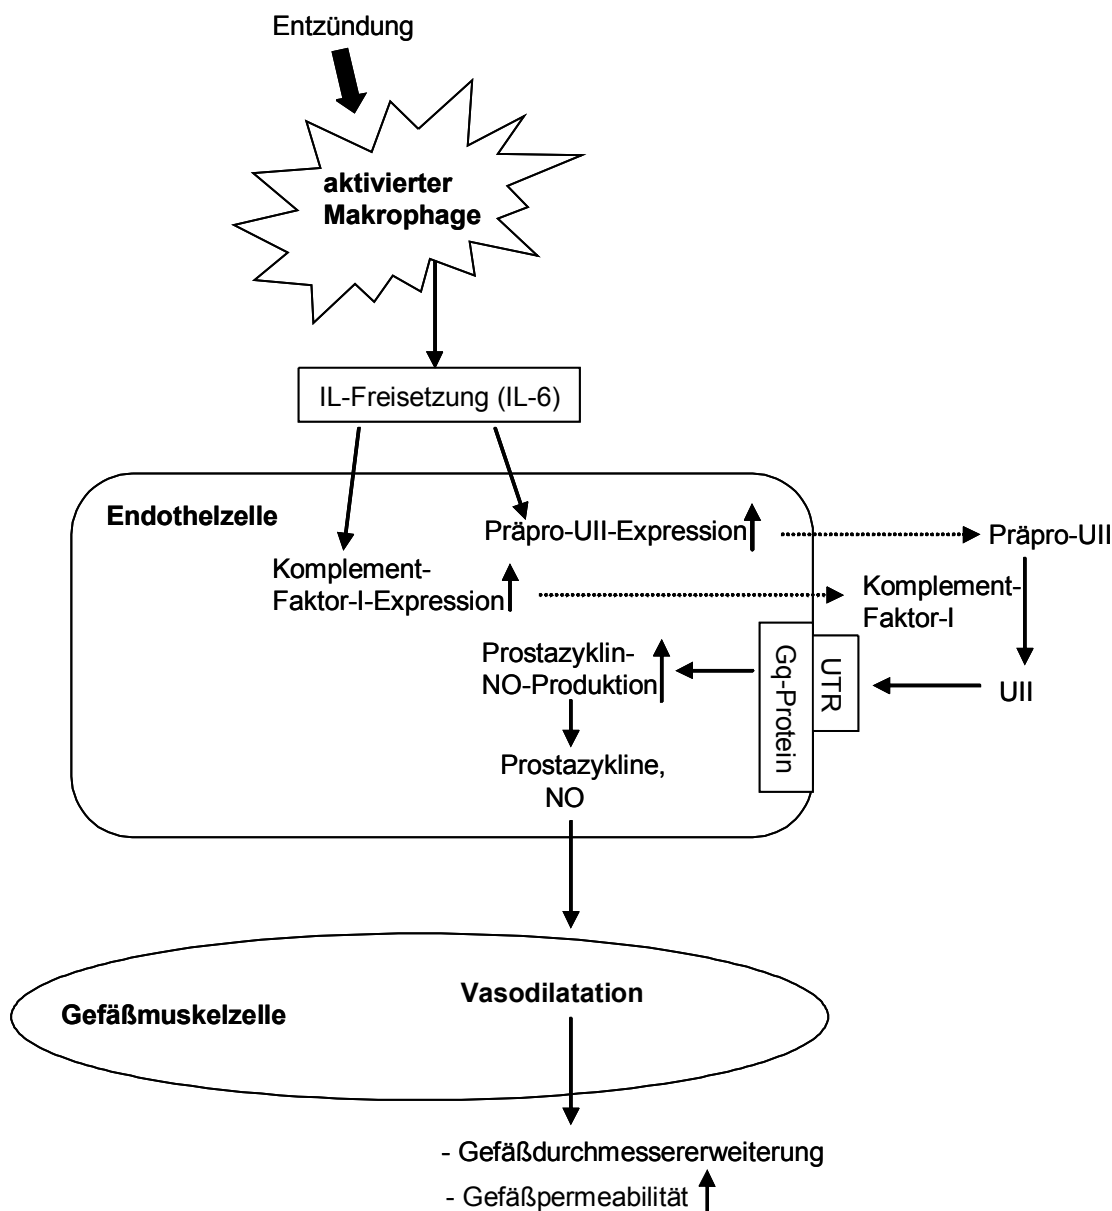 Entzündung
aktivierter
Makrophage
IL-Freisetzung (IL-6)
Endothelzelle
Präpro-UII-Expression
Präpro-UII
Komplement-
Faktor-I-Expression
Komplement-
Faktor-I
Prostazyklin-
NO-Produktion
Gq-Protein
UTR
UII
Prostazykline,
NO
Vasodilatation
Gefäßmuskelzelle
- Gefäßdurchmessererweiterung
- Gefäßpermeabilität